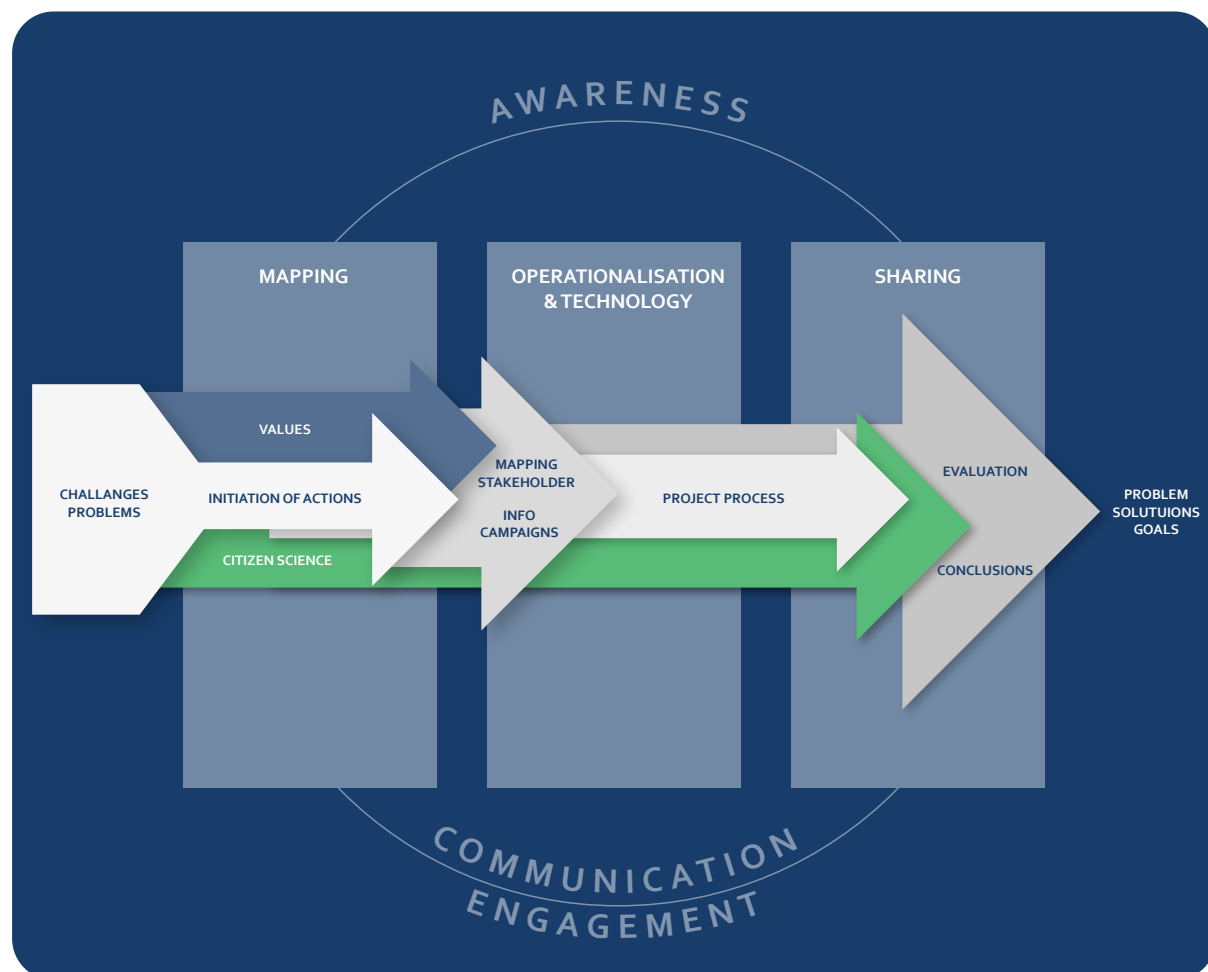 AWARENESS
MAPPING
OPERATIONALISATION
& TECHNOLOGY
SHARING
VALUES
CHALLANGES
PROBLEMS
INITIATION OF ACTIONS
CITIZEN SCIENCE
MAPPING
STAKEHOLDER
INFO
CAMPAIGNS
PROJECT PROCESS
EVALUATION
CONCLUSIONS
PROBLEM
SOLUTUIONS
GOALS
COMMUNICATION
ENGAGEMENT